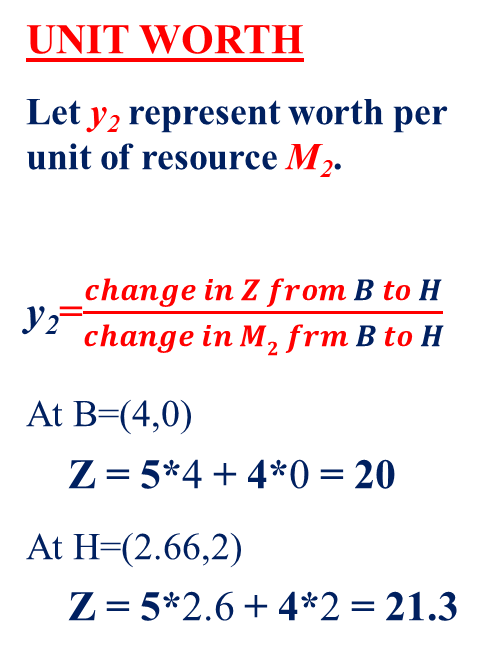 UNIT WORTH
Let y₂ represent worth per
unit of resource M₂.
change in Z from B to H
y₂=
change in M₂ frm B to H
At B=(4,0)
Z = 5*4 + 4*0 = 20
At H=(2.66,2)
Z = 5*2.6 + 4*2 = 21.3